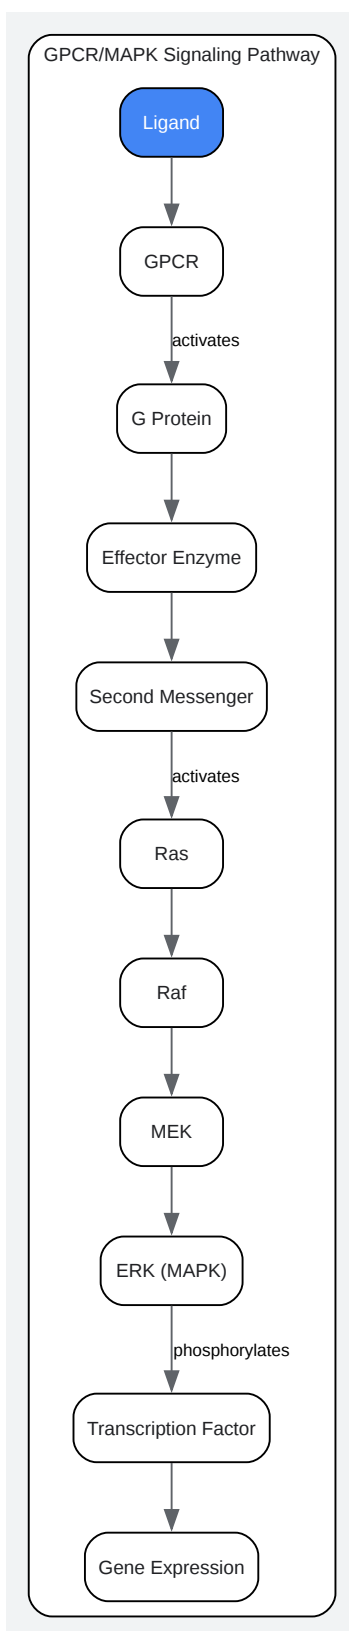 GPCR/MAPK Signaling Pathway
Ligand
GPCR
activates
G Protein
Effector Enzyme
Second Messenger
activates
Ras
Raf
MEK
ERK (MAPK)
phosphorylates
Transcription Factor
Gene Expression